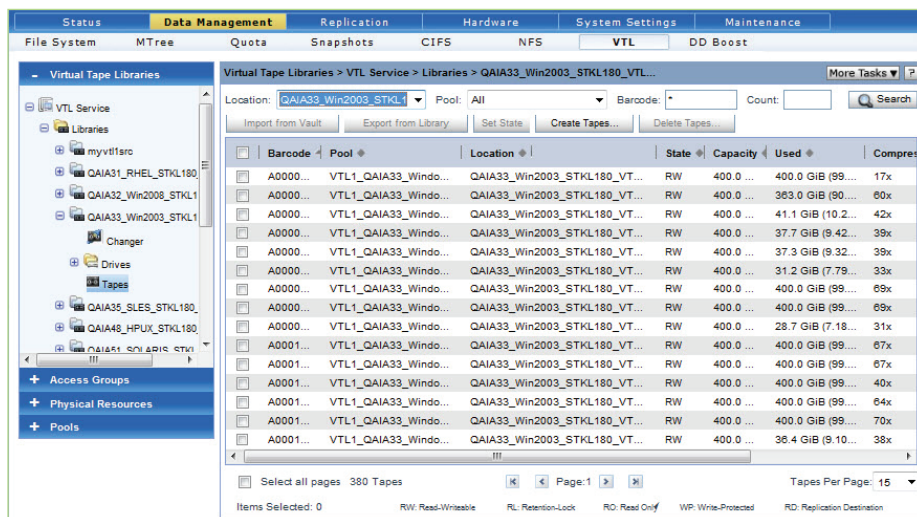 Status Data Management Replication Hardware System Settings Maintenance
File System MTree Quota Snapshots CIFS NFS VTL DD Boost
- Virtual Tape Libraries
VTL Service
Libraries
myvtl1src
QAIA31_RHEL_STKL180_
QAIA32_Win2008_STKL1
QAIA33_Win2003_STKL1
Changer
Drives
Tapes
QAIA35_SLES_STKL180_
QAIA48_HPUX_STKL180_
QAIA51_SOLARIS_STKL
+ Access Groups
+ Physical Resources
+ Pools
Virtual Tape Libraries > VTL Service > Libraries > QAIA33_Win2003_STKL180_VTL... More Tasks ?
Location: QAIA33_Win2003_STKL1 Pool: All Barcode: * Count: Search
Import from Vault Export from Library Set State Create Tapes... Delete Tapes...
Barcode Pool Location State Capacity Used Compres
A0000... VTL1_QAIA33_Windo... QAIA33_Win2003_STKL180_VT... RW 400.0 ... 400.0 GiB (99.... 17x
A0000... VTL1_QAIA33_Windo... QAIA33_Win2003_STKL180_VT... RW 400.0 ... 363.0 GiB (90.... 60x
A0000... VTL1_QAIA33_Windo... QAIA33_Win2003_STKL180_VT... RW 400.0 ... 41.1 GiB (10.2... 42x
A0000... VTL1_QAIA33_Windo... QAIA33_Win2003_STKL180_VT... RW 400.0 ... 37.7 GiB (9.42... 39x
A0000... VTL1_QAIA33_Windo... QAIA33_Win2003_STKL180_VT... RW 400.0 ... 37.3 GiB (9.32... 39x
A0000... VTL1_QAIA33_Windo... QAIA33_Win2003_STKL180_VT... RW 400.0 ... 31.2 GiB (7.79... 33x
A0000... VTL1_QAIA33_Windo... QAIA33_Win2003_STKL180_VT... RW 400.0 ... 400.0 GiB (99.... 69x
A0000... VTL1_QAIA33_Windo... QAIA33_Win2003_STKL180_VT... RW 400.0 ... 400.0 GiB (99.... 69x
A0000... VTL1_QAIA33_Windo... QAIA33_Win2003_STKL180_VT... RW 400.0 ... 28.7 GiB (7.18... 31x
A0001... VTL1_QAIA33_Windo... QAIA33_Win2003_STKL180_VT... RW 400.0 ... 400.0 GiB (99.... 67x
A0001... VTL1_QAIA33_Windo... QAIA33_Win2003_STKL180_VT... RW 400.0 ... 400.0 GiB (99.... 67x
A0001... VTL1_QAIA33_Windo... QAIA33_Win2003_STKL180_VT... RW 400.0 ... 400.0 GiB (99.... 40x
A0001... VTL1_QAIA33_Windo... QAIA33_Win2003_STKL180_VT... RW 400.0 ... 400.0 GiB (99.... 64x
A0001... VTL1_QAIA33_Windo... QAIA33_Win2003_STKL180_VT... RW 400.0 ... 400.0 GiB (99.... 70x
A0001... VTL1_QAIA33_Windo... QAIA33_Win2003_STKL180_VT... RW 400.0 ... 36.4 GiB (9.10... 38x
Select all pages 380 Tapes Page:1 Tapes Per Page: 15
Items Selected: 0 RW: Read-Writeable RL: Retention-Lock RO: Read Only WP: Write-Protected RD: Replication Destination